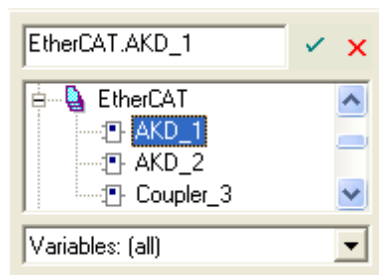 EtherCAT.AKD_1
EtherCAT
AKD_1
AKD_2
Coupler_3
Variables: (all)